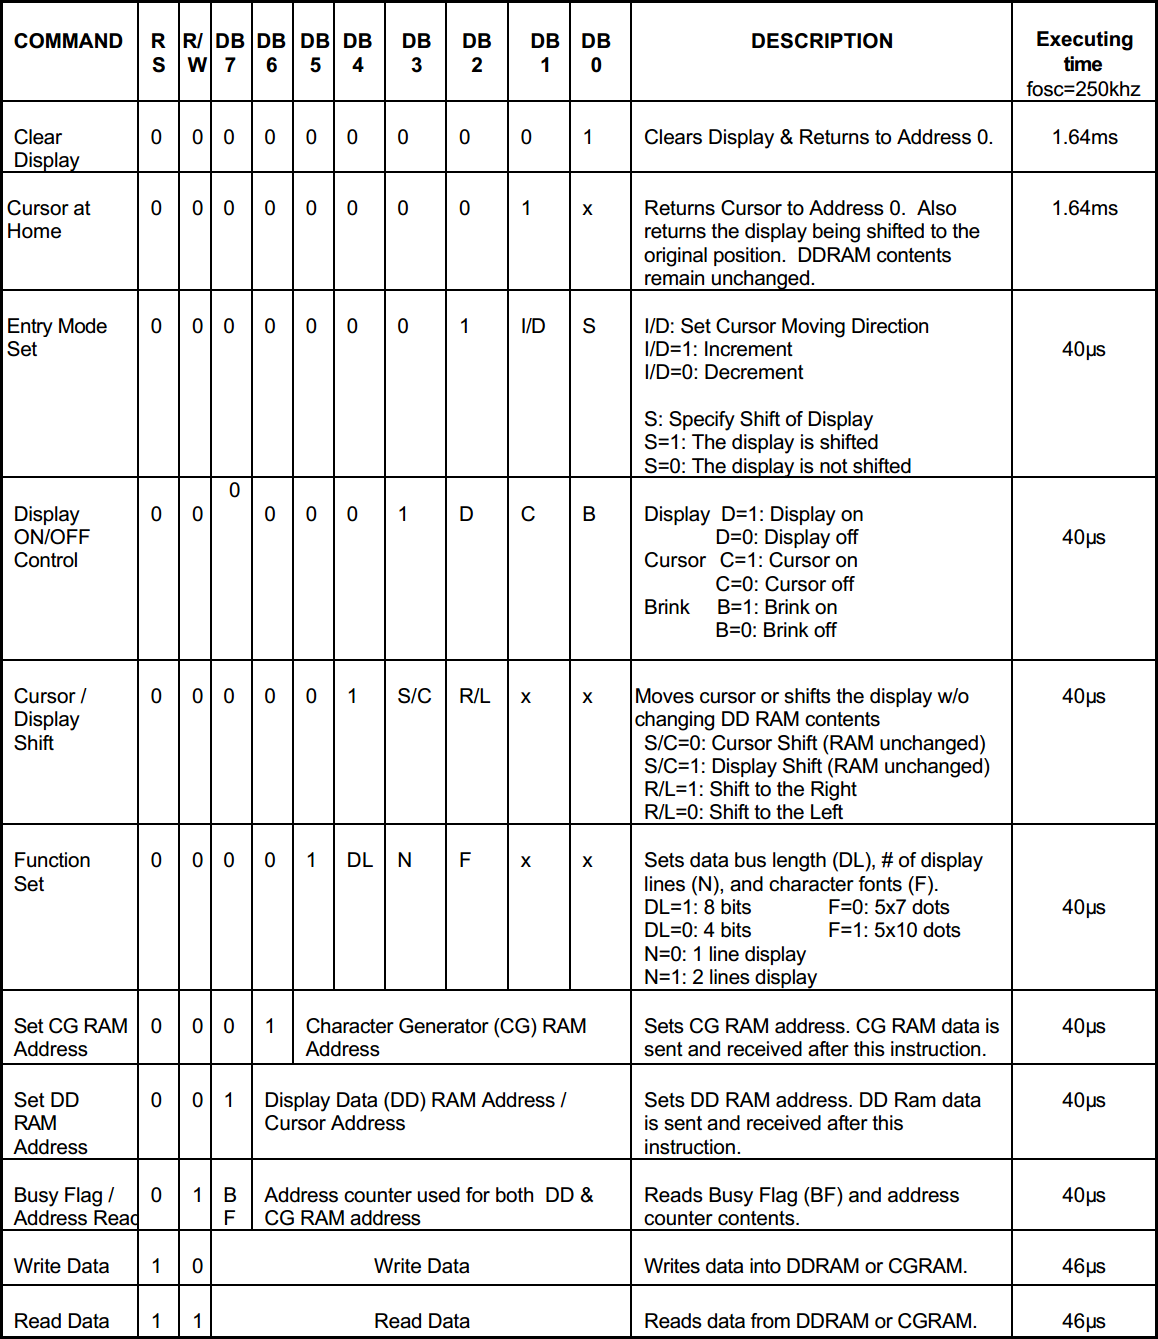 COMMAND R S R/ W DB 7 DB 6 DB 5 DB 4 DB 3 DB 2 DB 1 DB 0 DESCRIPTION Executing time fosc=250khz
Clear Display 0 0 0 0 0 0 0 0 0 1 Clears Display & Returns to Address 0. 1.64ms
Cursor at Home 0 0 0 0 0 0 0 0 1 x Returns Cursor to Address 0. Also 1.64ms
returns the display being shifted to the
original position. DDRAM contents
remain unchanged.
Entry Mode Set 0 0 0 0 0 0 0 1 I/D S I/D: Set Cursor Moving Direction
I/D=1: Increment 40µs
I/D=0: Decrement
S: Specify Shift of Display
S=1: The display is shifted
S=0: The display is not shifted
Display ON/OFF Control 0 0 0 0 0 0 1 D C B Display D=1: Display on
D=0: Display off 40µs
Cursor C=1: Cursor on
C=0: Cursor off
Brink B=1: Brink on
B=0: Brink off
Cursor / Display Shift 0 0 0 0 0 1 S/C R/L x x Moves cursor or shifts the display w/o 40µs
changing DD RAM contents
S/C=0: Cursor Shift (RAM unchanged)
S/C=1: Display Shift (RAM unchanged)
R/L=1: Shift to the Right
R/L=0: Shift to the Left
Function Set 0 0 0 0 1 DL N F x x Sets data bus length (DL), # of display
lines (N), and character fonts (F).
DL=1: 8 bits F=0: 5x7 dots 40µs
DL=0: 4 bits F=1: 5x10 dots
N=0: 1 line display
N=1: 2 lines display
Set CG RAM Address 0 0 0 1 Character Generator (CG) RAM Address Sets CG RAM address. CG RAM data is 40µs
sent and received after this instruction.
Set DD RAM Address 0 0 1 Display Data (DD) RAM Address / Cursor Address Sets DD RAM address. DD Ram data 40µs
is sent and received after this
instruction.
Busy Flag / Address Read 0 1 B F Address counter used for both DD & CG RAM address Reads Busy Flag (BF) and address 40µs
counter contents.
Write Data 1 0 Write Data Writes data into DDRAM or CGRAM. 46µs
Read Data 1 1 Read Data Reads data from DDRAM or CGRAM. 46µs